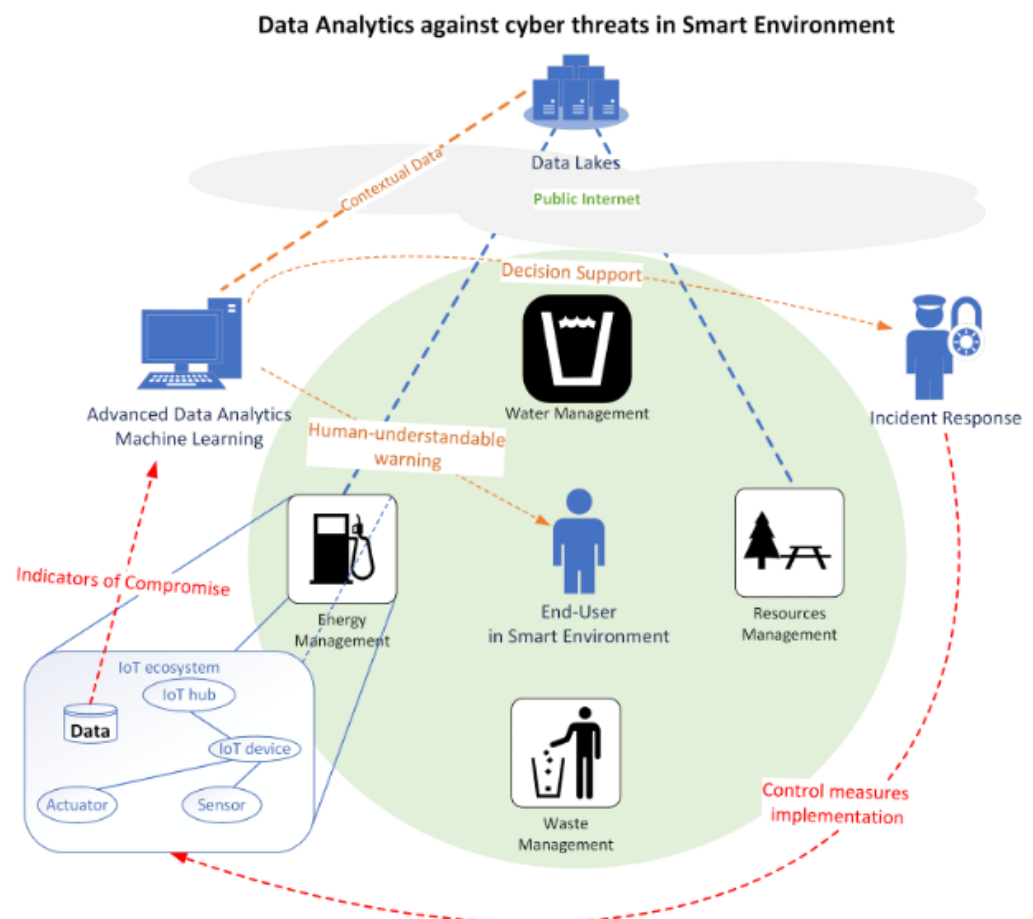 Data Analytics against cyber threats in Smart Environment
Data Lakes
Contextual Data
Public Internet
Decision Support
Water Management
Advanced Data Analytics
Machine Learning
Incident Response
Human-understandable
warning
Indicators of Compromise
Energy
Management
End-User
in Smart Environment
Resources
Management
IoT ecosystem
IoT hub
Data
IoT device
Actuator
Sensor
Waste
Management
Control measures
implementation